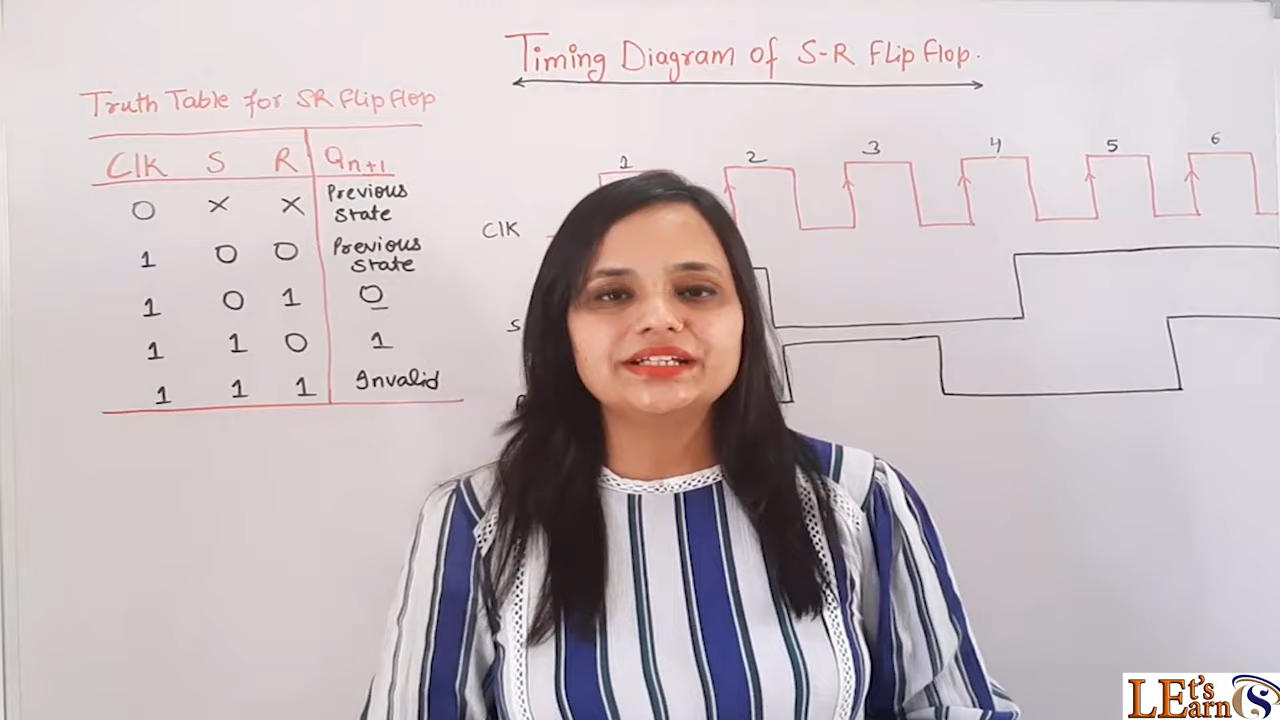 Timing Diagram of S-R Flip Flop.
Truth Table for SR Flip Flop
Clk S R Qn+1
0 × × Previous state
1 0 0 Previous state
1 0 1 0
1 1 0 1
1 1 1 Invalid
1 2 3 4 5 6
Clk
S
LEt's
Earn